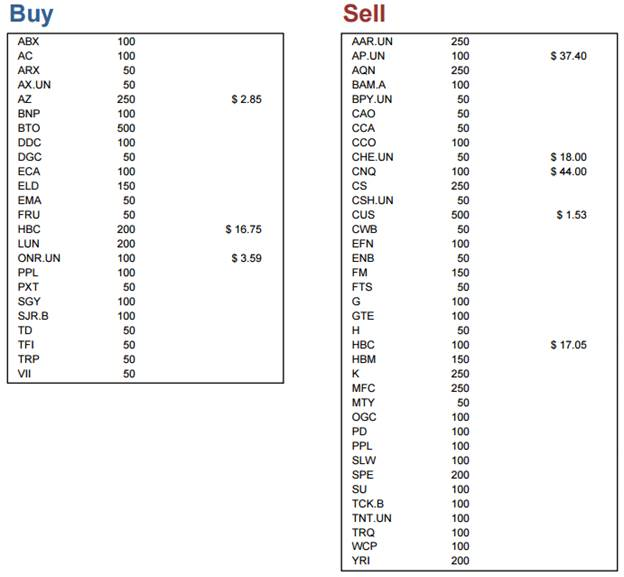 Buy
ABX 100
AC 100
ARX 50
AX.UN 50
AZ 250 $ 2.85
BNP 100
BTO 500
DDC 100
DGC 50
ECA 100
ELD 150
EMA 50
FRU 50
HBC 200 $ 16.75
LUN 200
ONR.UN 100 $ 3.59
PPL 100
PXT 50
SGY 100
SJR.B 100
TD 50
TFI 50
TRP 50
VII 50
Sell
AAR.UN 250
AP.UN 100 $ 37.40
AQN 250
BAM.A 100
BPY.UN 50
CAO 50
CCA 50
CCO 100
CHE.UN 50 $ 18.00
CNQ 100 $ 44.00
CS 250
CSH.UN 50
CUS 500 $ 1.53
CWB 50
EFN 100
ENB 50
FM 150
FTS 50
G 100
GTE 100
H 50
HBC 100 $ 17.05
HBM 150
K 250
MFC 250
MTY 50
OGC 100
PD 100
PPL 100
SLW 100
SPE 200
SU 100
TCK.B 100
TNT.UN 100
TRQ 100
WCP 100
YRI 200